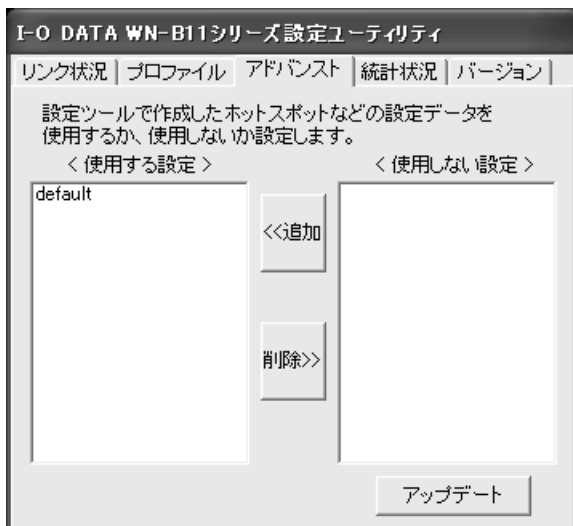 I-O DATA WN-B11シリーズ設定ユーティリティ
リンク状況 プロファイル アドバンスト 統計状況 バージョン
設定ツールで作成したホットスポットなどの設定データを
使用するか、使用しないか設定します。
<使用する設定> <使用しない設定>
default
<<追加
削除>>
アップデート